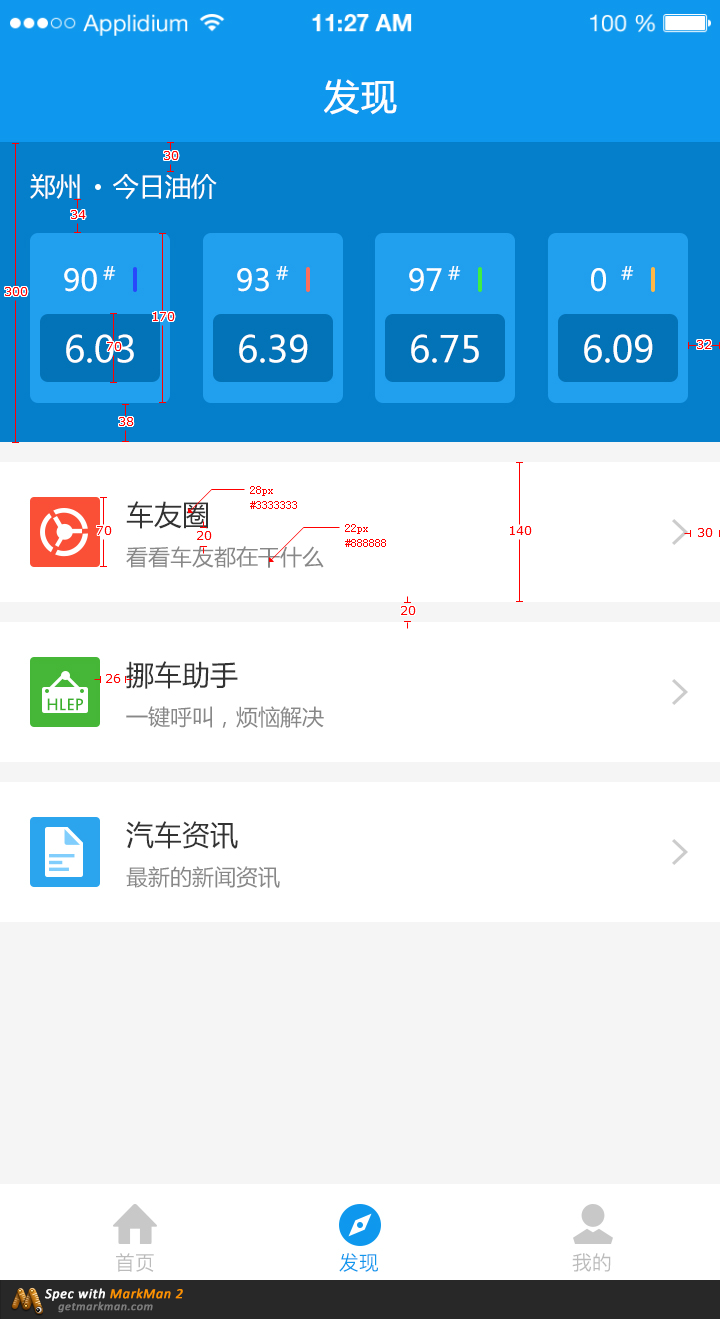 Applidium 11:27 AM 100 %
发现
30
郑州 · 今日油价
34
90# 93# 97# 0 #
300
170
6.03 6.39 6.75 6.09
70
32
38
28px
#3333333
车友圈
22px
#888888
70
20
140
30
看看车友都在干什么
20
挪车助手
26
HLEP
一键呼叫，烦恼解决
汽车资讯
最新的新闻资讯
首页 发现 我的
Spec with MarkMan 2
getmarkman.com